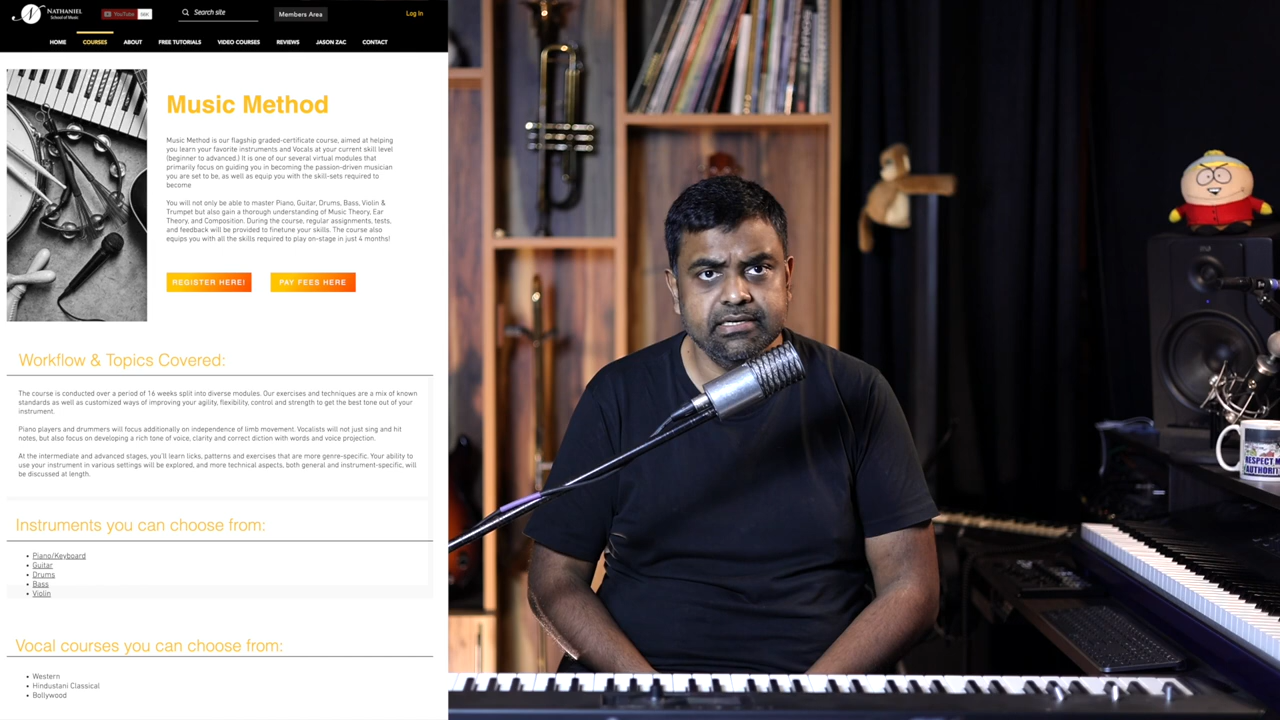 NATHANIEL
School of Music
YouTube
Search site
Members Area
Log In
HOME
COURSES
ABOUT
FREE TUTORIALS
VIDEO COURSES
REVIEWS
JASON ZAC
CONTACT
Music Method
Music Method is our flagship graded-certificate course, aimed at helping
you learn your favorite instruments and Vocals at your current skill level
(beginner to advanced.) It is one of our several virtual modules that
primarily focus on guiding you in becoming the passion-driven musician
you are set to be, as well as equip you with the skill-sets required to
become
You will not only be able to master Piano, Guitar, Drums, Bass, Violin &
Trumpet but also gain a thorough understanding of Music Theory, Ear
Theory, and Composition. During the course, regular assignments, tests,
and feedback will be provided to finetune your skills. The course also
equips you with all the skills required to play on-stage in just 4 months!
REGISTER HERE!
PAY FEES HERE
Workflow & Topics Covered:
The course is conducted over a period of 16 weeks split into diverse modules. Our exercises and techniques are a mix of known
standards as well as customized ways of improving your agility, flexibility, control and strength to get the best tone out of your
instrument.
Piano players and drummers will focus additionally on independence of limb movement. Vocalists will not just sing and hit
notes, but also focus on developing a rich tone of voice, clarity and correct diction with words and voice projection.
At the intermediate and advanced stages, you'll learn licks, patterns and exercises that are more genre-specific. Your ability to
use your instrument in various settings will be explored, and more technical aspects, both general and instrument-specific, will
be discussed at length.
Instruments you can choose from:
• Piano/Keyboard
• Guitar
• Drums
• Bass
• Violin
Vocal courses you can choose from:
• Western
• Hindustani Classical
• Bollywood
RESPECT M
AUTHORIT